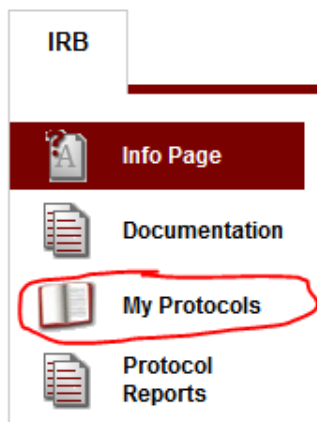 IRB
Info Page
Documentation
My Protocols
Protocol
Reports